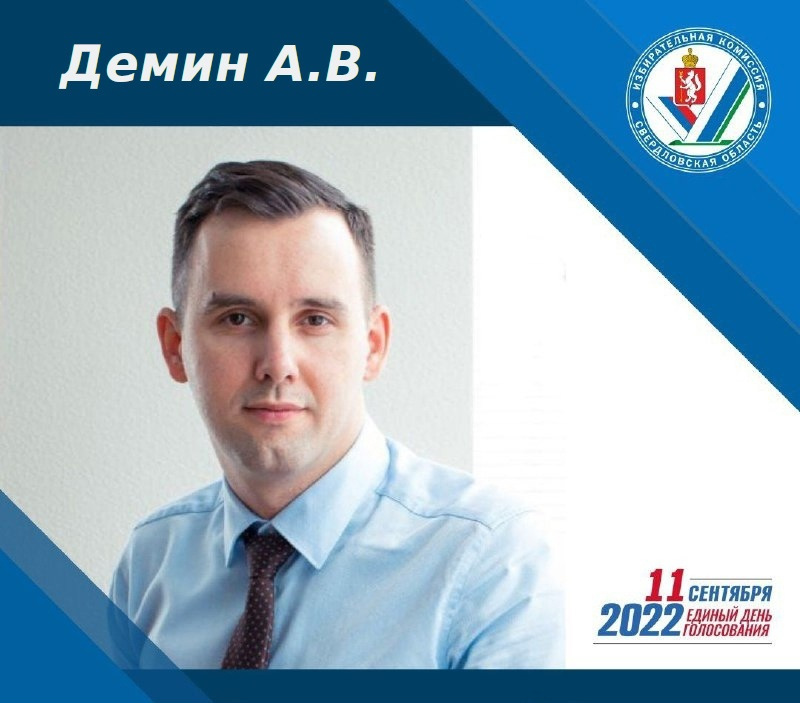 Демин А.В.
ИЗБИРАТЕЛЬНАЯ КОМИССИЯ
СВЕРДЛОВСКАЯ ОБЛАСТЬ
11 СЕНТЯБРЯ
2022 ЕДИНЫЙ ДЕНЬ
ГОЛОСОВАНИЯ